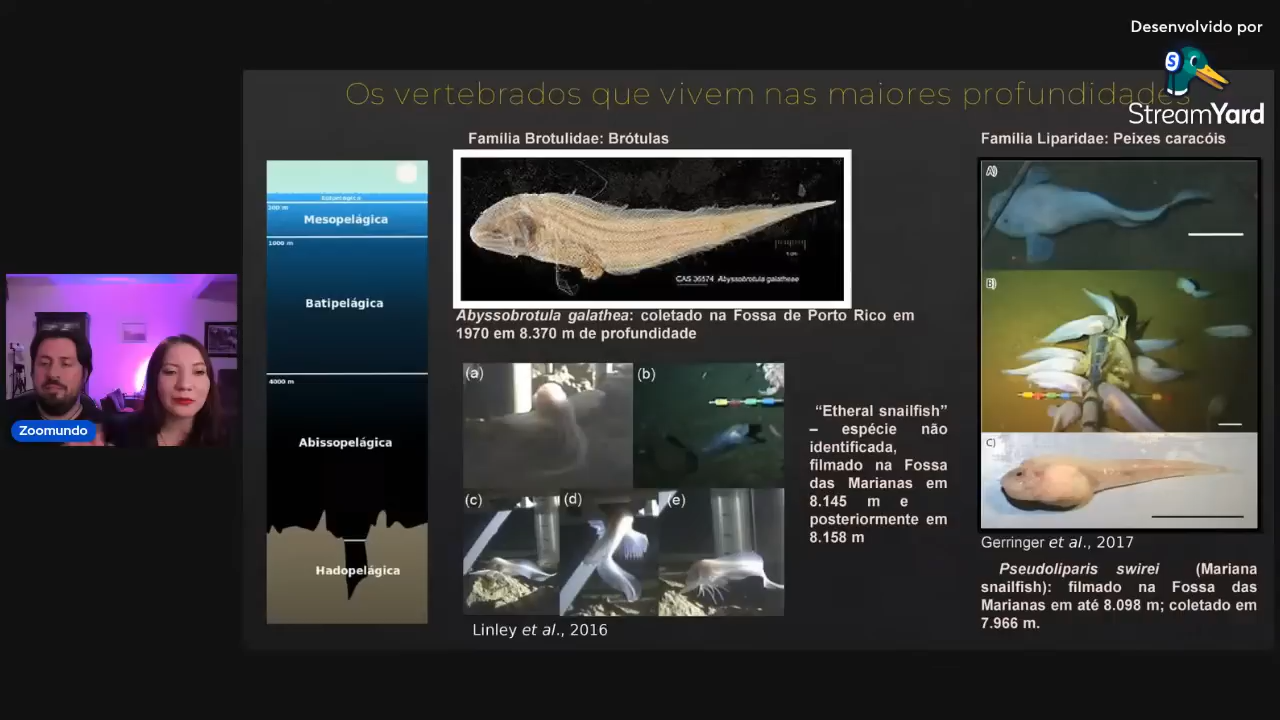 Desenvolvido por
StreamYard
Os vertebrados que vivem nas maiores profundidades
Família Brotulidae: Brótulas
Família Liparidae: Peixes caracóis
200 m
Mesopelágica
1000 m
Batipelágica
4000 m
Abissopelágica
Hadopelágica
CAS 36574 Abyssobrotula galatheae
1 cm
Abyssobrotula galathea: coletado na Fossa de Porto Rico em
1970 em 8.370 m de profundidade
(a)
(b)
(c)
(d)
(e)
Linley et al., 2016
“Etheral snailfish”
– espécie não
identificada,
filmado na Fossa
das Marianas em
8.145 m e
posteriormente em
8.158 m
A)
B)
C)
Gerringer et al., 2017
Pseudoliparis swirei (Mariana
snailfish): filmado na Fossa das
Marianas em até 8.098 m; coletado em
7.966 m.
Zoomundo